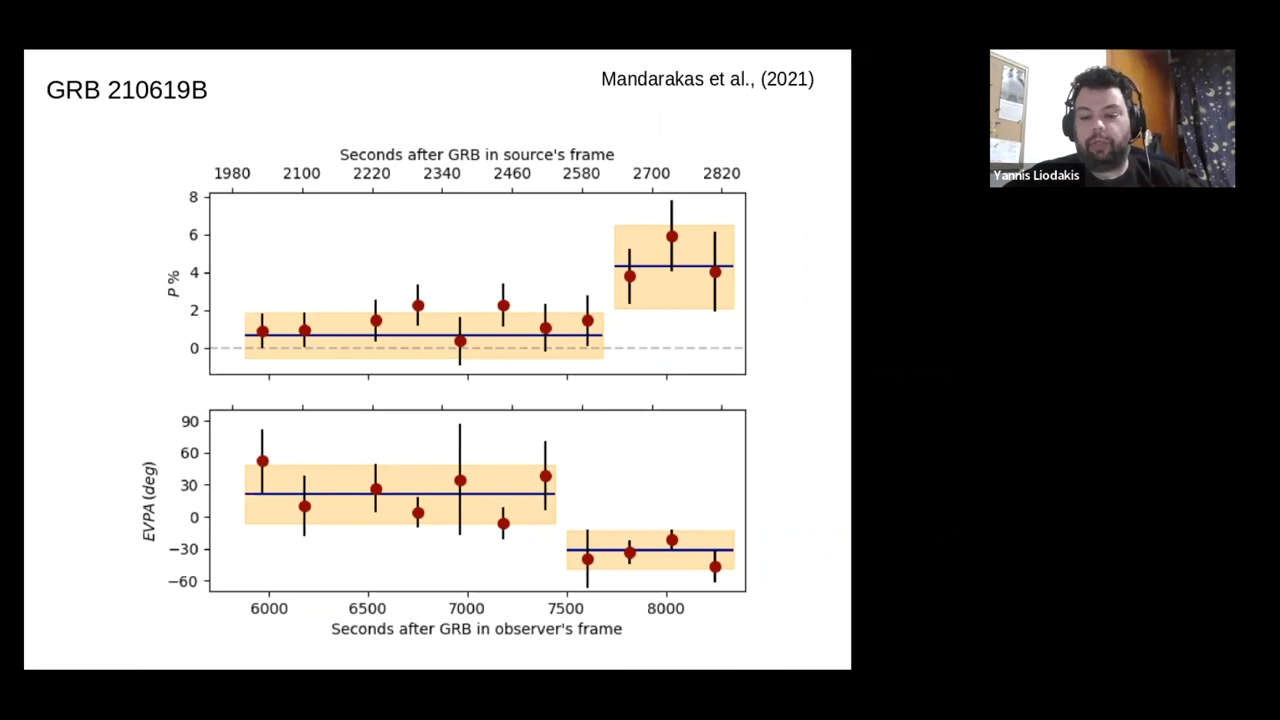 GRB 210619B
Mandarakas et al., (2021)
Seconds after GRB in source's frame
1980 2100 2220 2340 2460 2580 2700 2820
8
6
4
2
0
P %
90
60
30
0
−30
−60
EVPA (deg)
6000 6500 7000 7500 8000
Seconds after GRB in observer's frame
Yannis Liodakis